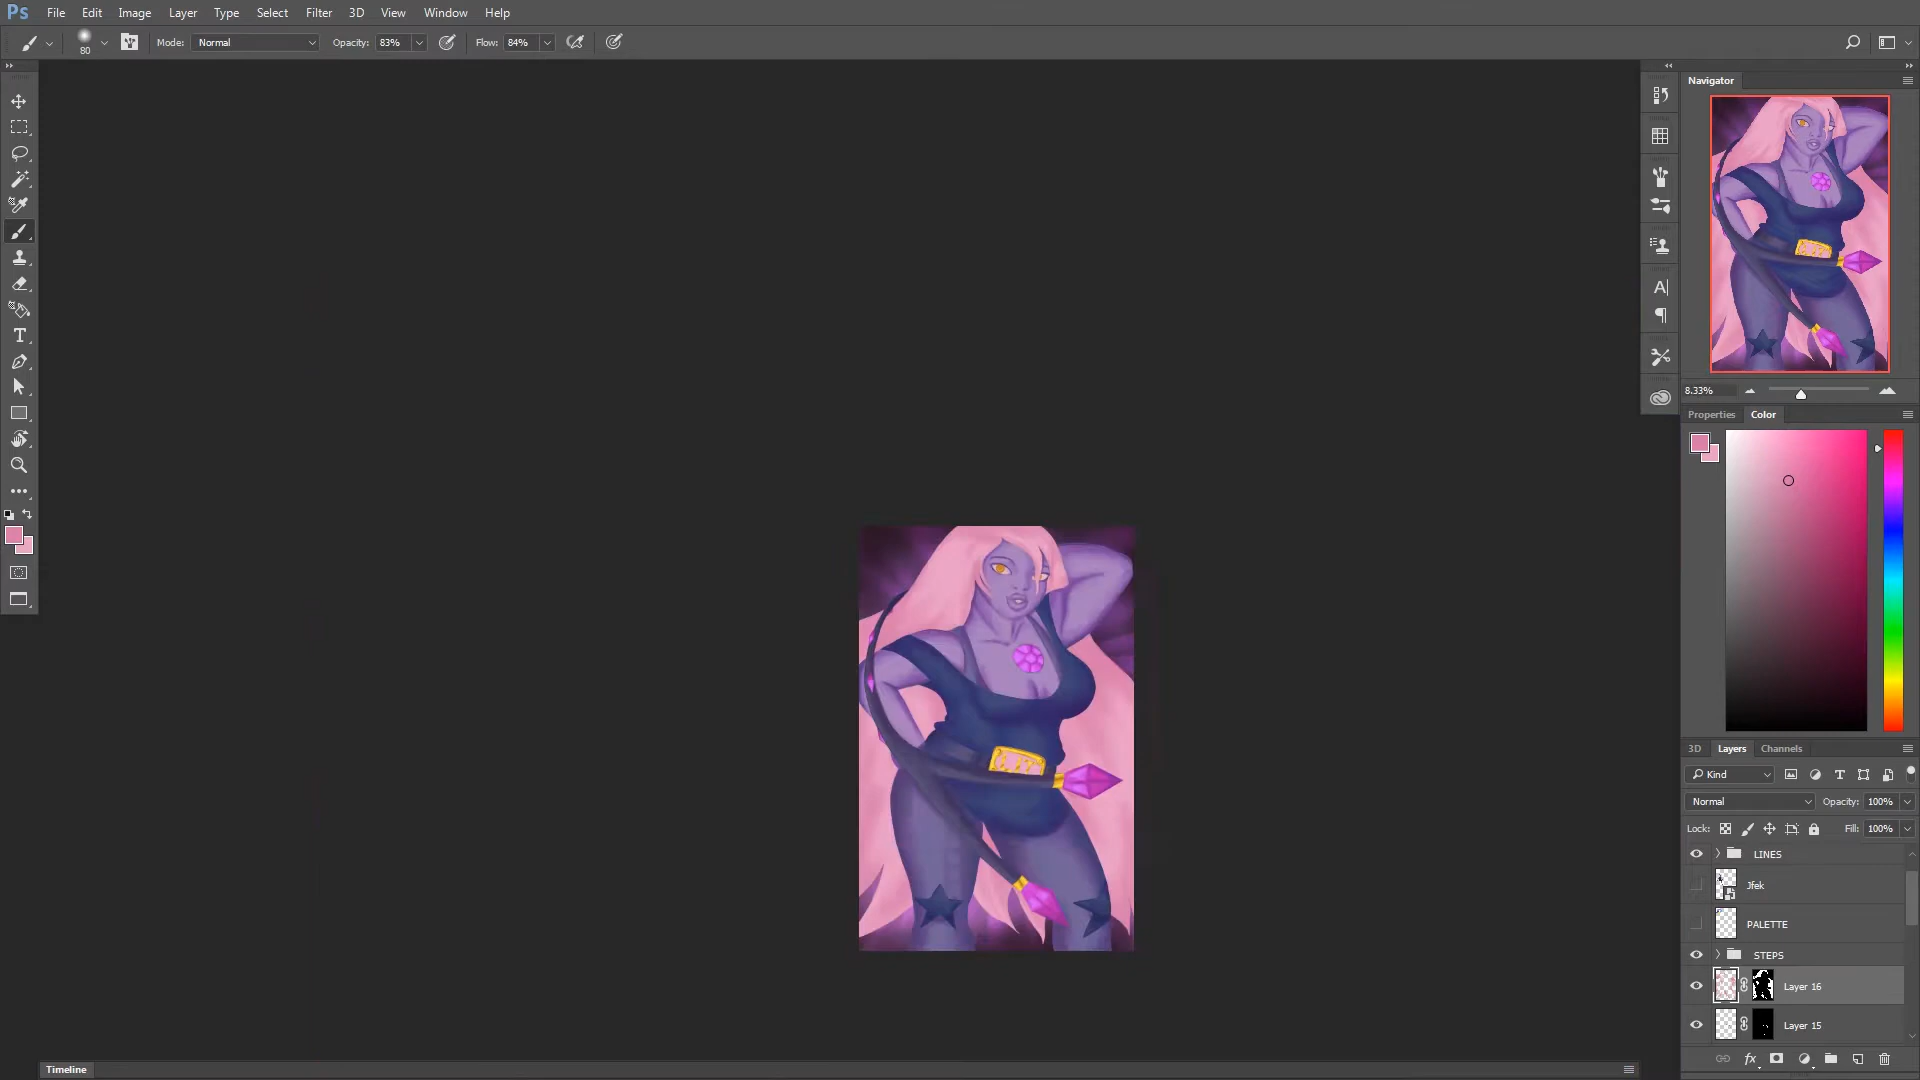 Ps File Edit Image Layer Type Select Filter 3D View Window Help
80 Mode: Normal Opacity: 83% Flow: 84%
Navigator
8.33%
Properties Color
3D Layers Channels
Kind
Normal Opacity: 100%
Lock: Fill: 100%
LINES
Jfek
PALETTE
STEPS
Layer 16
Layer 15
fx
Timeline